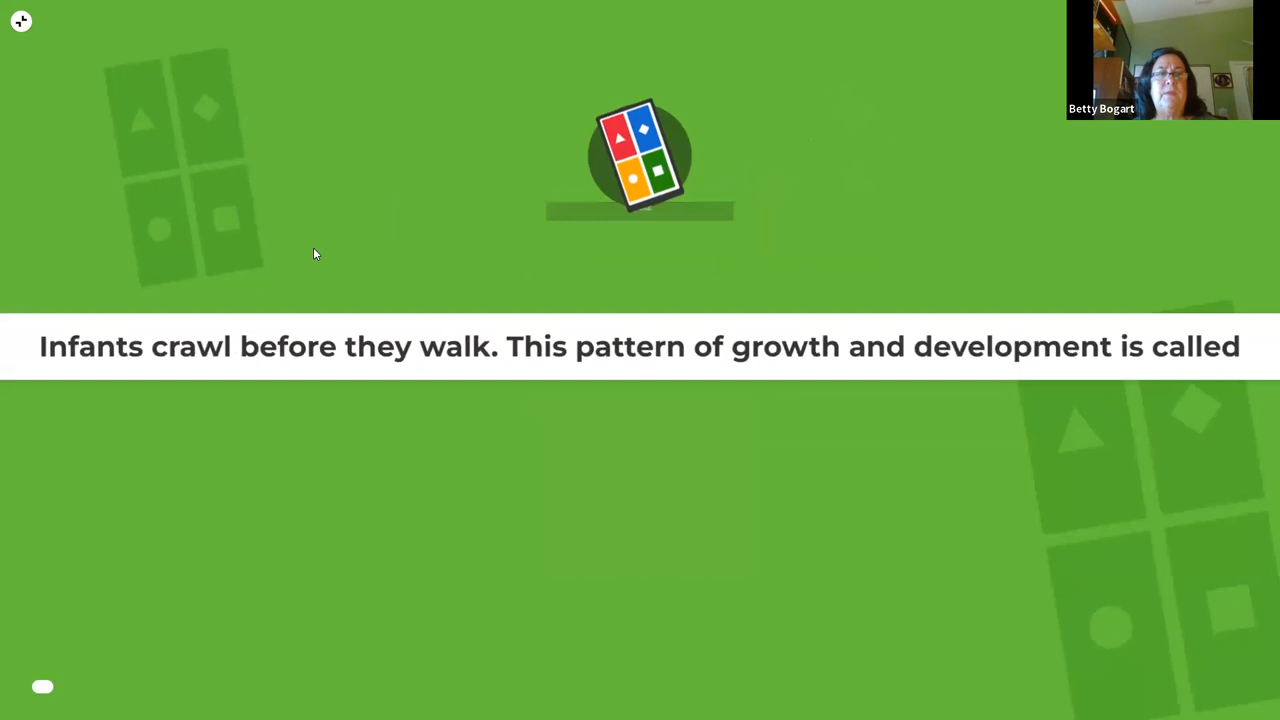 Betty Bogart
Infants crawl before they walk. This pattern of growth and development is called